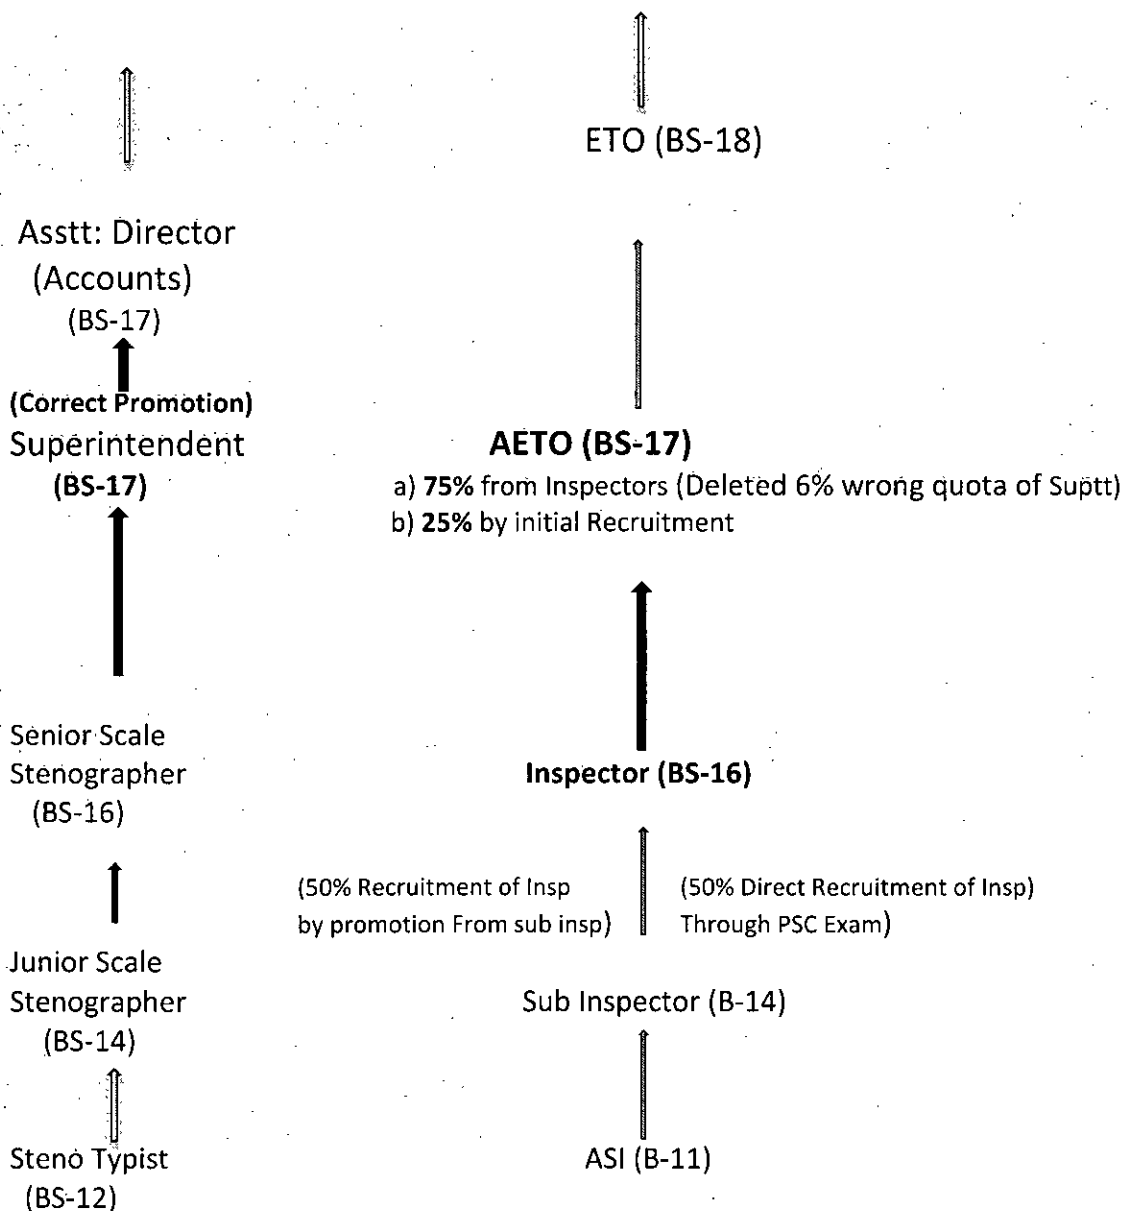 ETO (BS-18)
Asstt: Director
(Accounts)
(BS-17)
(Correct Promotion)
Superintendent
(BS-17)
AETO (BS-17)
a) 75% from Inspectors (Deleted 6% wrong quota of Suptt)
b) 25% by initial Recruitment
Senior Scale
Stenographer
(BS-16)
Inspector (BS-16)
(50% Recruitment of Insp
by promotion From sub insp)
(50% Direct Recruitment of Insp)
Through PSC Exam)
Junior Scale
Stenographer
(BS-14)
Sub Inspector (B-14)
Steno Typist
(BS-12)
ASI (B-11)